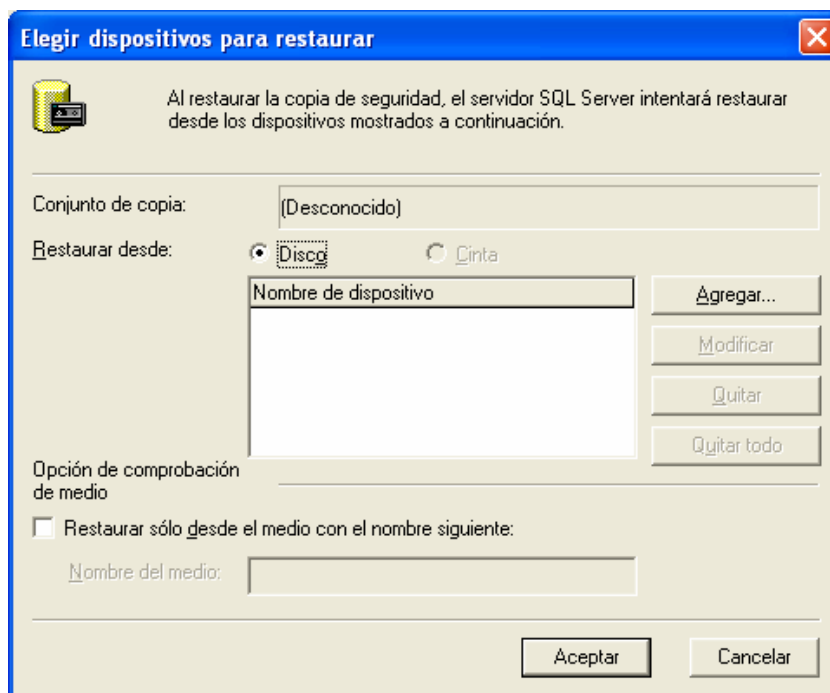 Elegir dispositivos para restaurar
Al restaurar la copia de seguridad, el servidor SQL Server intentará restaurar
desde los dispositivos mostrados a continuación.
Conjunto de copia: (Desconocido)
Restaurar desde: Disco Cinta
Nombre de dispositivo
Agregar...
Modificar
Quitar
Quitar todo
Opción de comprobación
de medio
Restaurar sólo desde el medio con el nombre siguiente:
Nombre del medio:
Aceptar Cancelar